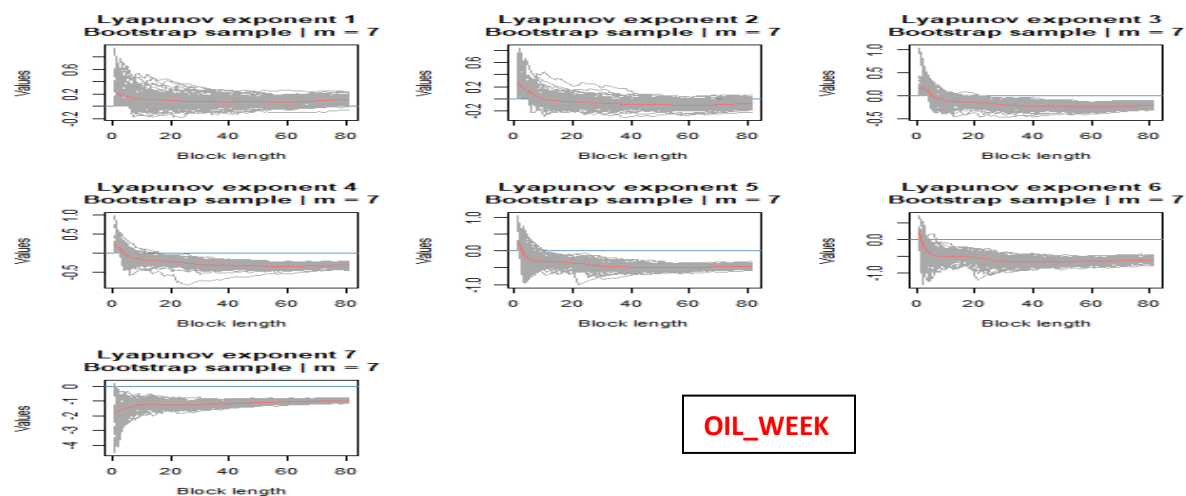 Lyapunov exponent 1
Bootstrap sample | m = 7
Values
0.6
0.2
-0.2
0 20 40 60 80
Block length
Lyapunov exponent 2
Bootstrap sample | m = 7
Values
0.6
0.2
-0.2
0 20 40 60 80
Block length
Lyapunov exponent 3
Bootstrap sample | m = 7
Values
1.0
0.5
0.0
-0.5
0 20 40 60 80
Block length
Lyapunov exponent 4
Bootstrap sample | m = 7
Values
1.0
0.5
-0.5
0 20 40 60 80
Block length
Lyapunov exponent 5
Bootstrap sample | m = 7
Values
1.0
0.0
-1.0
0 20 40 60 80
Block length
Lyapunov exponent 6
Bootstrap sample | m = 7
Values
0.0
-1.0
0 20 40 60 80
Block length
Lyapunov exponent 7
Bootstrap sample | m = 7
Values
0
-1
-2
-3
-4
0 20 40 60 80
Block length
OIL_WEEK